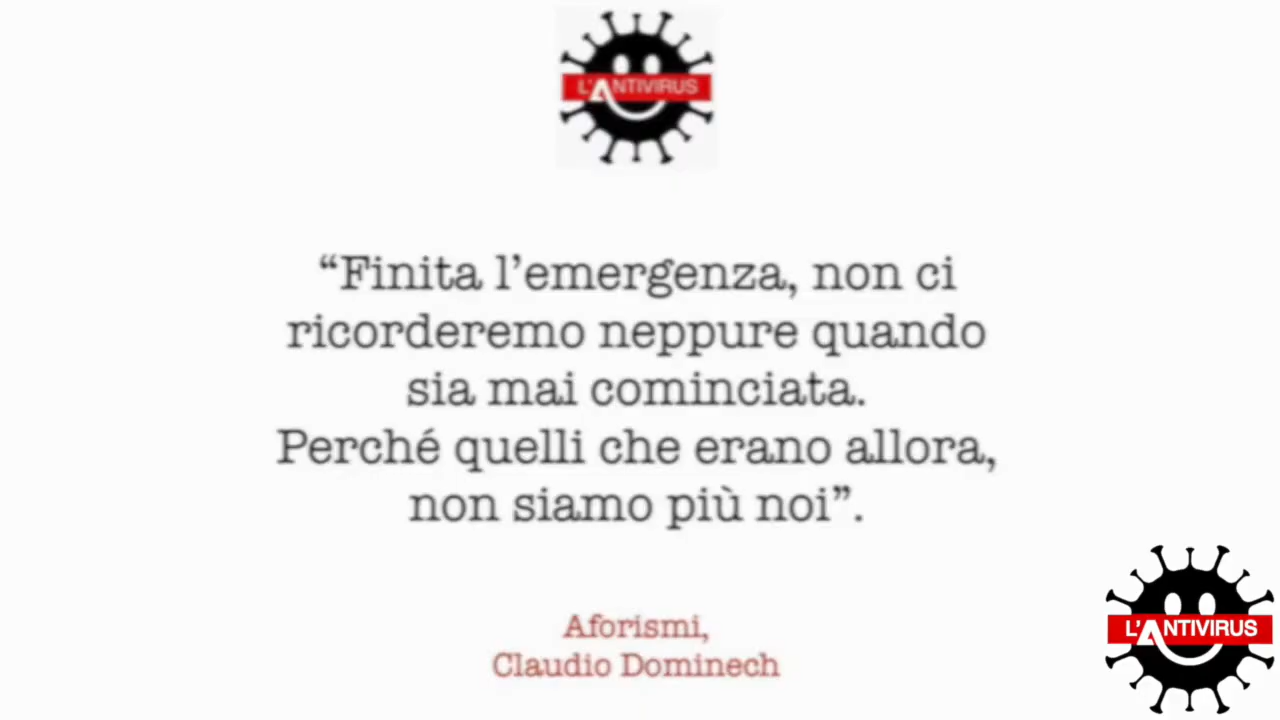 L'ANTIVIRUS
“Finita l’emergenza, non ci
ricorderemo neppure quando
sia mai cominciata.
Perché quelli che erano allora,
non siamo più noi”.
Aforismi,
Claudio Dominech
L'ANTIVIRUS